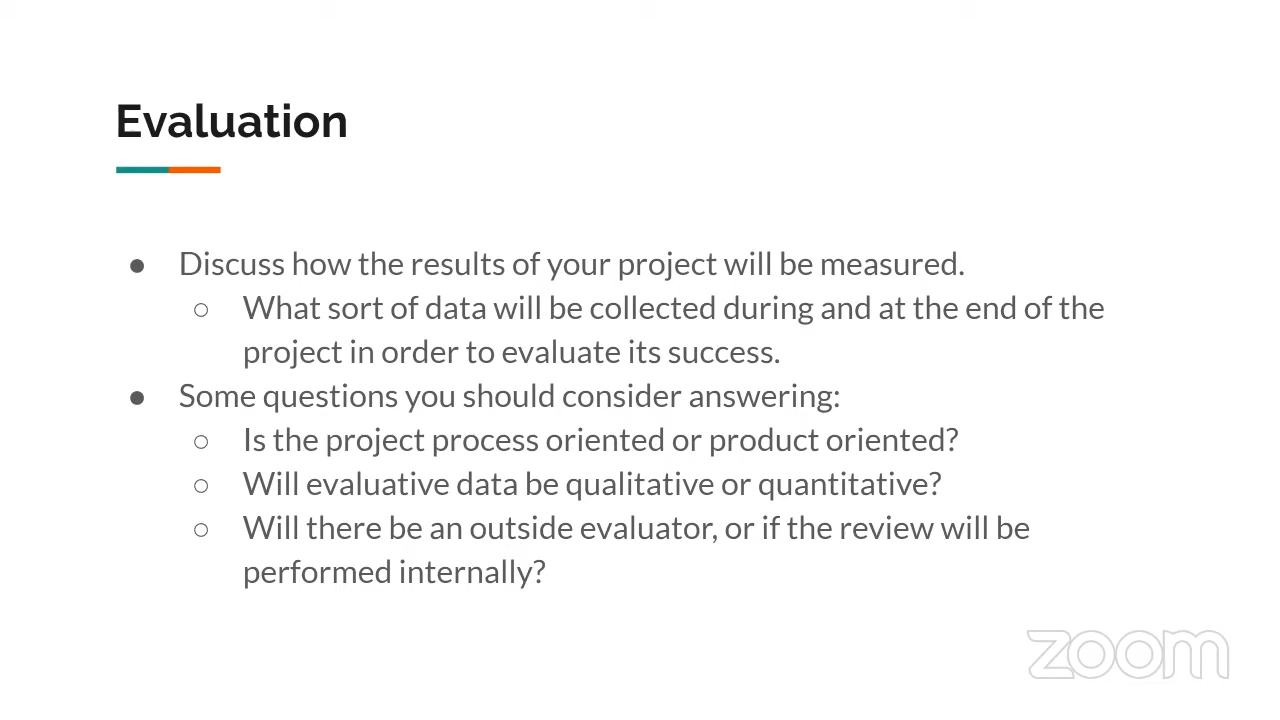 Evaluation
● Discuss how the results of your project will be measured.
○ What sort of data will be collected during and at the end of the
project in order to evaluate its success.
● Some questions you should consider answering:
○ Is the project process oriented or product oriented?
○ Will evaluative data be qualitative or quantitative?
○ Will there be an outside evaluator, or if the review will be
performed internally?
zoom